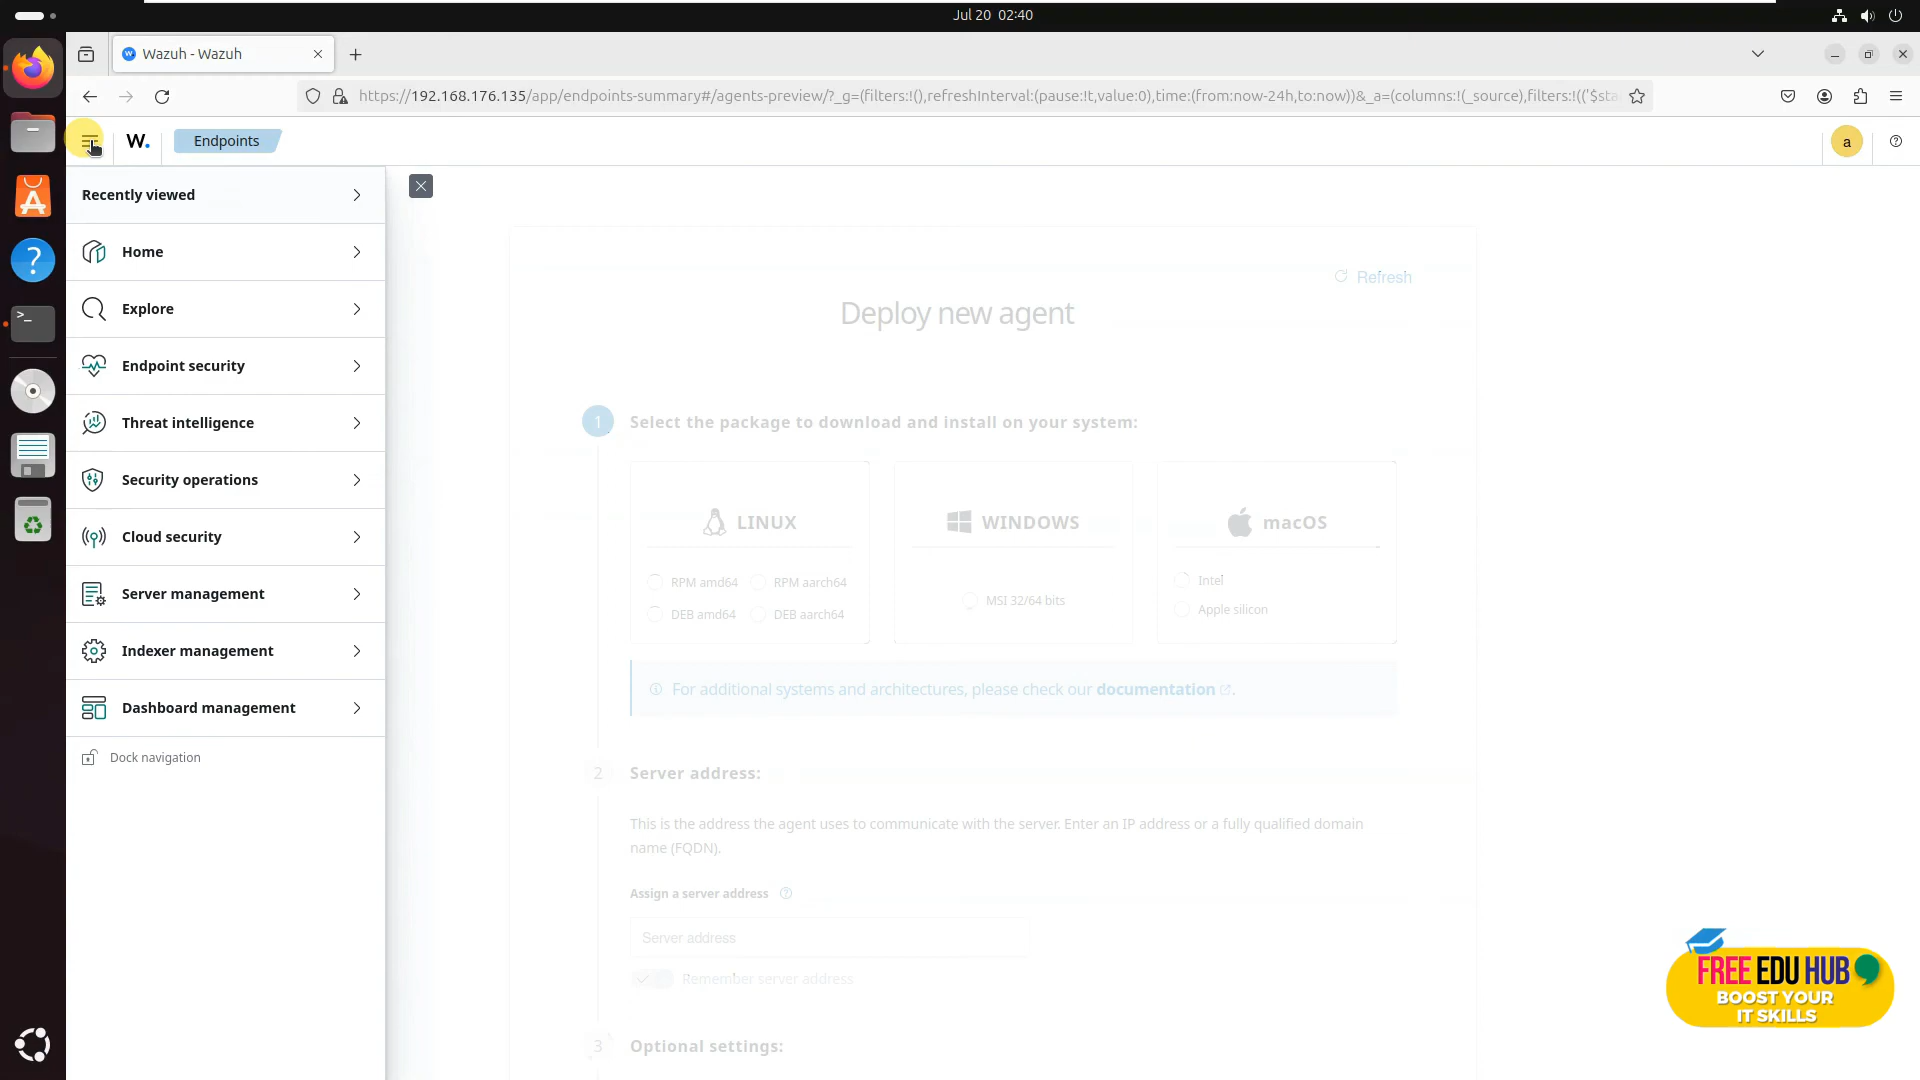 Jul 20 02:40
Wazuh - Wazuh
https://192.168.176.135/app/endpoints-summary#/agents-preview/?_g=(filters:!(),refreshInterval:(pause:!t,value:0),time:(from:now-24h,to:now))&_a=(columns:!(_source),filters:!(('$sta
W. Endpoints
a
Recently viewed
Home
Explore
Endpoint security
Threat intelligence
Security operations
Cloud security
Server management
Indexer management
Dashboard management
Dock navigation
Refresh
Deploy new agent
1 Select the package to download and install on your system:
LINUX
RPM amd64 RPM aarch64
DEB amd64 DEB aarch64
WINDOWS
MSI 32/64 bits
macOS
Intel
Apple silicon
For additional systems and architectures, please check our documentation.
2 Server address:
This is the address the agent uses to communicate with the server. Enter an IP address or a fully qualified domain
name (FQDN).
Assign a server address
Server address
Remember server address
3 Optional settings:
FREE EDU HUB
BOOST YOUR
IT SKILLS